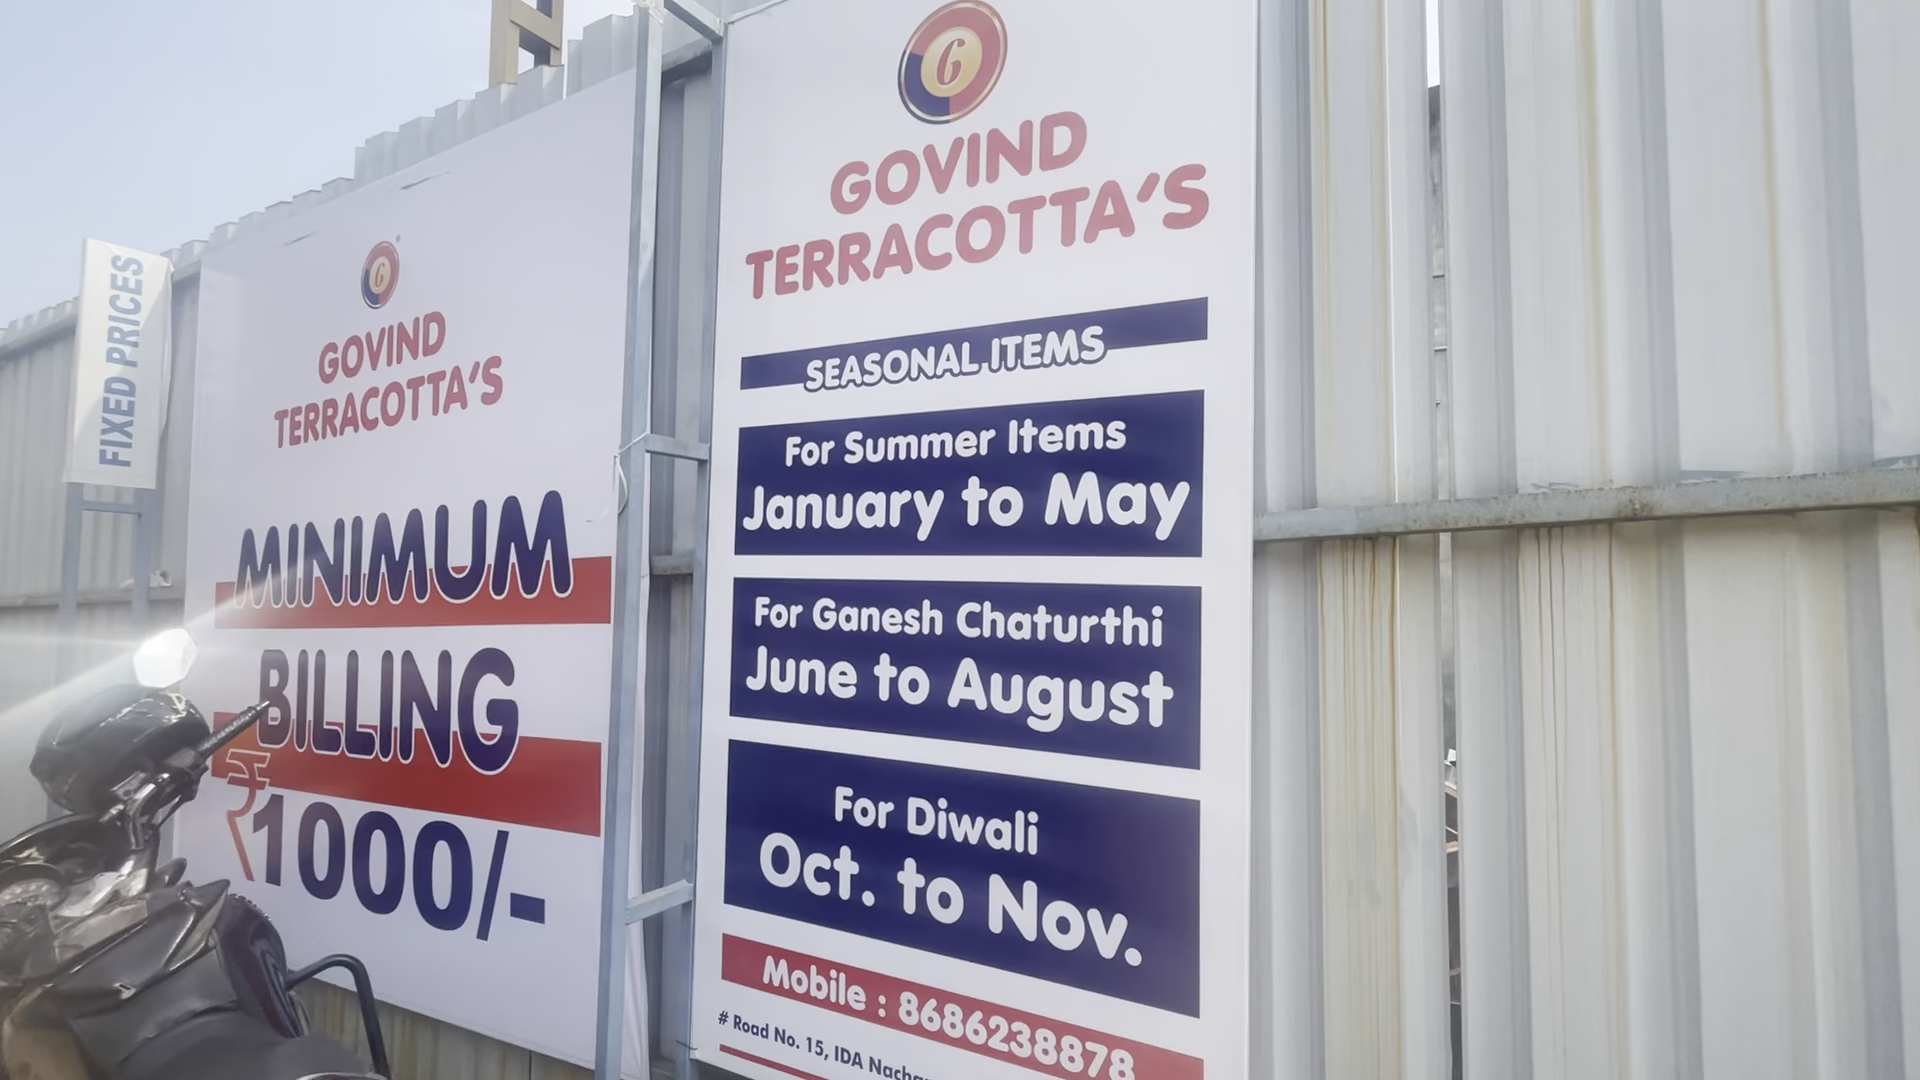 FIXED PRICES
G
GOVIND
TERRACOTTA'S
MINIMUM
BILLING
₹1000/-
G
GOVIND
TERRACOTTA'S
SEASONAL ITEMS
For Summer Items
January to May
For Ganesh Chaturthi
June to August
For Diwali
Oct. to Nov.
Mobile : 8686238878
# Road No. 15, IDA